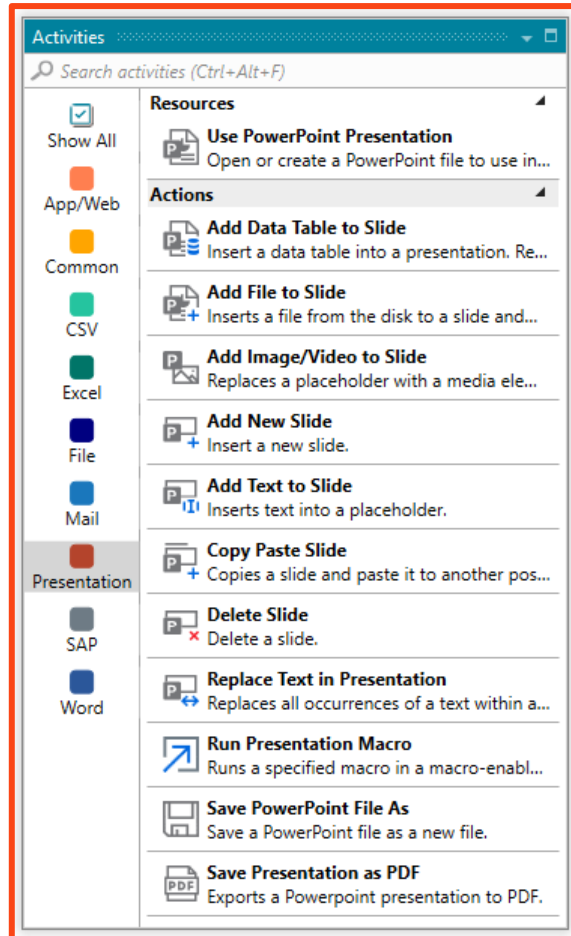 Activities
Search activities (Ctrl+Alt+F)
Show All
App/Web
Common
CSV
Excel
File
Mail
Presentation
SAP
Word
Resources
Use PowerPoint Presentation
Open or create a PowerPoint file to use in...
Actions
Add Data Table to Slide
Insert a data table into a presentation. Re...
Add File to Slide
Inserts a file from the disk to a slide and...
Add Image/Video to Slide
Replaces a placeholder with a media ele...
Add New Slide
Insert a new slide.
Add Text to Slide
Inserts text into a placeholder.
Copy Paste Slide
Copies a slide and paste it to another pos...
Delete Slide
Delete a slide.
Replace Text in Presentation
Replaces all occurrences of a text within a...
Run Presentation Macro
Runs a specified macro in a macro-enabl...
Save PowerPoint File As
Save a PowerPoint file as a new file.
PDF
Save Presentation as PDF
Exports a Powerpoint presentation to PDF.